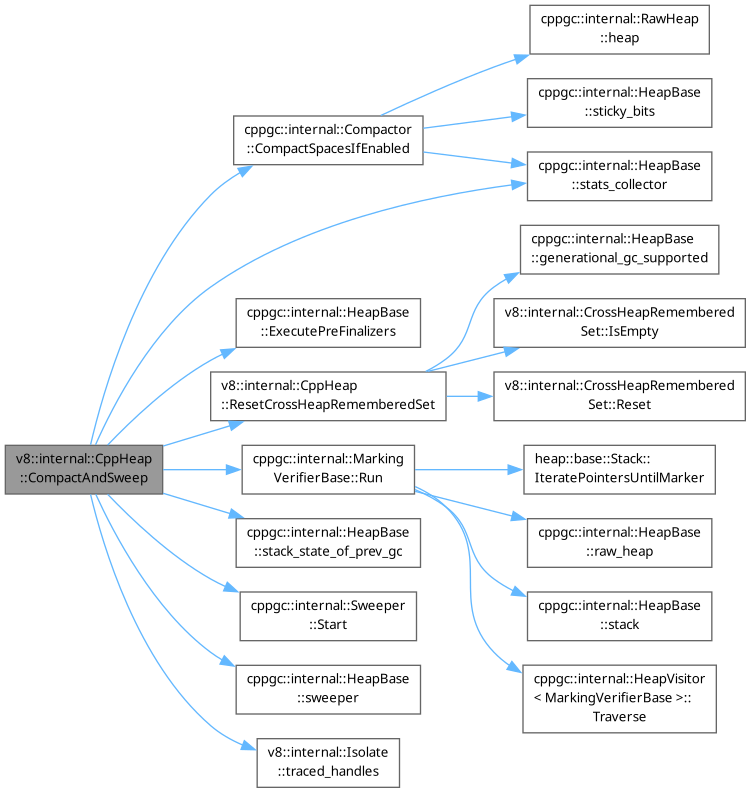 cppgc::internal::RawHeap
::heap
cppgc::internal::HeapBase
::sticky_bits
cppgc::internal::Compactor
::CompactSpacesIfEnabled
cppgc::internal::HeapBase
::stats_collector
cppgc::internal::HeapBase
::generational_gc_supported
cppgc::internal::HeapBase
::ExecutePreFinalizers
v8::internal::CrossHeapRemembered
Set::IsEmpty
v8::internal::CppHeap
::ResetCrossHeapRememberedSet
v8::internal::CrossHeapRemembered
Set::Reset
v8::internal::CppHeap
::CompactAndSweep
cppgc::internal::Marking
VerifierBase::Run
heap::base::Stack::
IteratePointersUntilMarker
cppgc::internal::HeapBase
::stack_state_of_prev_gc
cppgc::internal::HeapBase
::raw_heap
cppgc::internal::Sweeper
::Start
cppgc::internal::HeapBase
::stack
cppgc::internal::HeapBase
::sweeper
cppgc::internal::HeapVisitor
< MarkingVerifierBase >::
Traverse
v8::internal::Isolate
::traced_handles